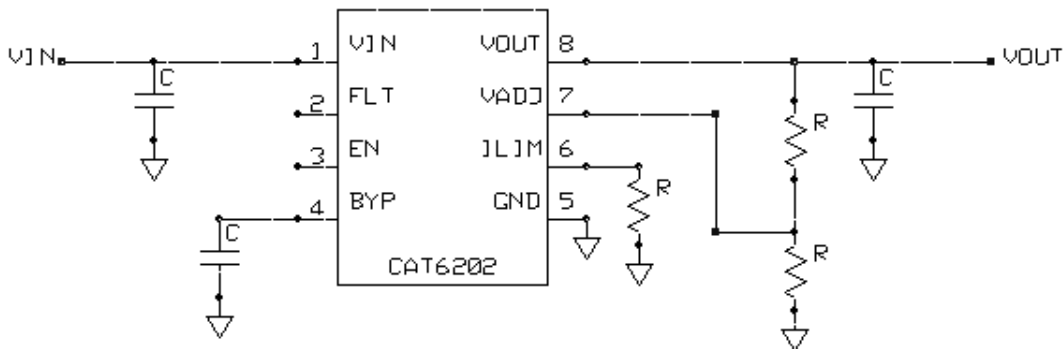 VIN
C
1 VIN
2 FLT
3 EN
4 BYP
C
VOUT 8
VADJ 7
ILIM 6
GND 5
CAT6202
R
R
R
C
VOUT